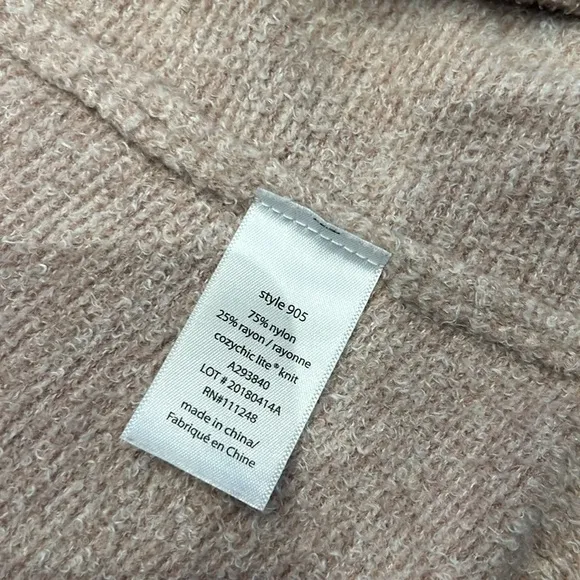 style 905
75% nylon
25% rayon / rayonne
cozychic lite® knit
A293840
LOT # 20180414A
RN#111248
made in china/
Fabriqué en Chine